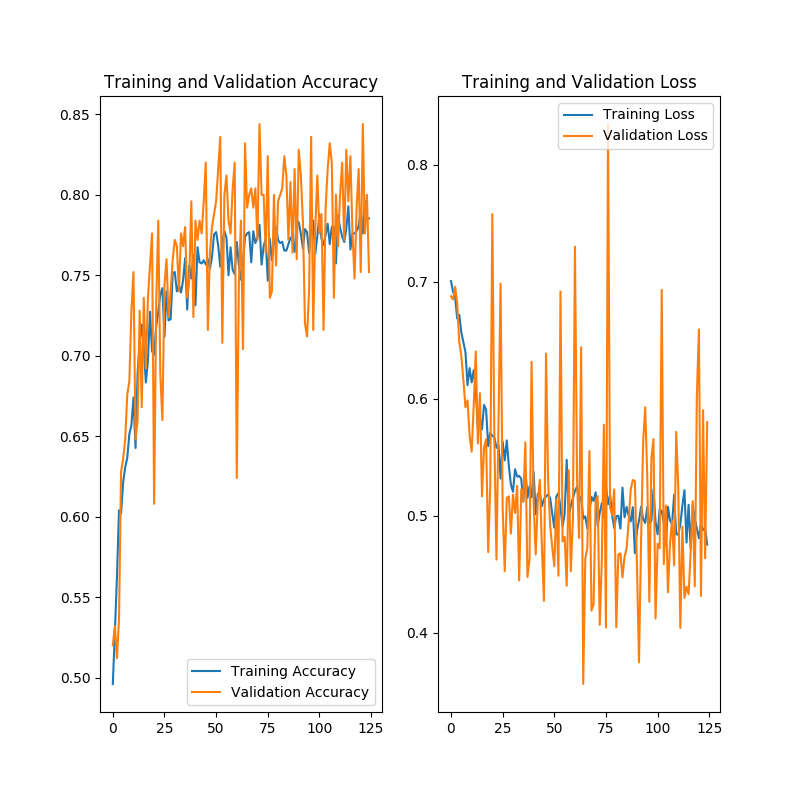 Training and Validation Accuracy
0.85
0.80
0.75
0.70
0.65
0.60
0.55
0.50
Training Accuracy
Validation Accuracy
0 25 50 75 100 125
Training and Validation Loss
Training Loss
Validation Loss
0.8
0.7
0.6
0.5
0.4
0 25 50 75 100 125